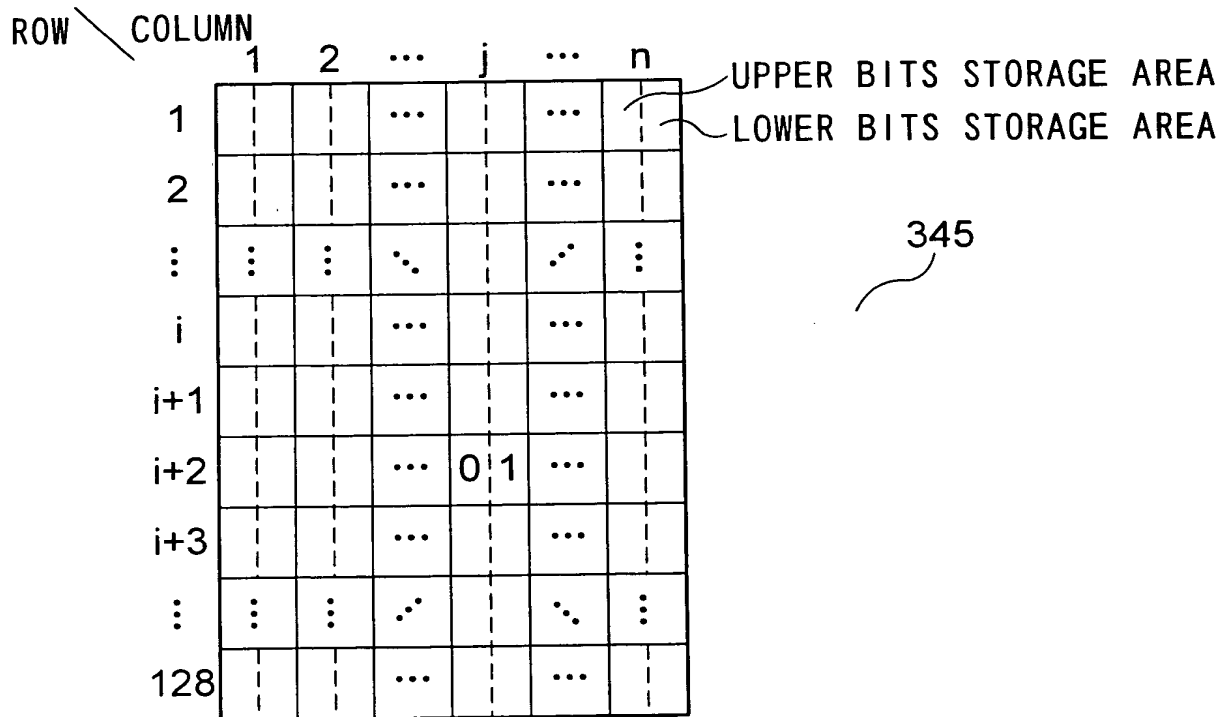 ROW \ COLUMN
1 2 ... j ... n
UPPER BITS STORAGE AREA
1 ... ...
LOWER BITS STORAGE AREA
2 ... ...
345
i ... ...
i+1 ... ...
i+2 ... 0 1 ...
i+3 ... ...
128 ... ...